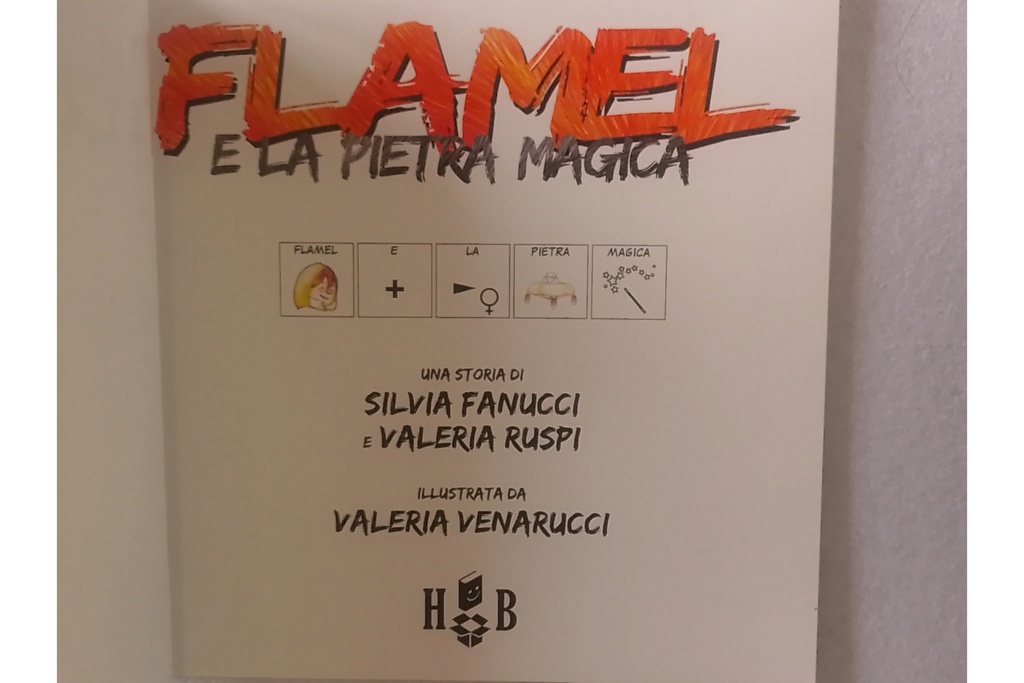 FLAMEL
E LA PIETRA MAGICA
FLAMEL E LA PIETRA MAGICA
UNA STORIA DI
SILVIA FANUCCI
E VALERIA RUSPI
ILLUSTRATA DA
VALERIA VENARUCCI
H B